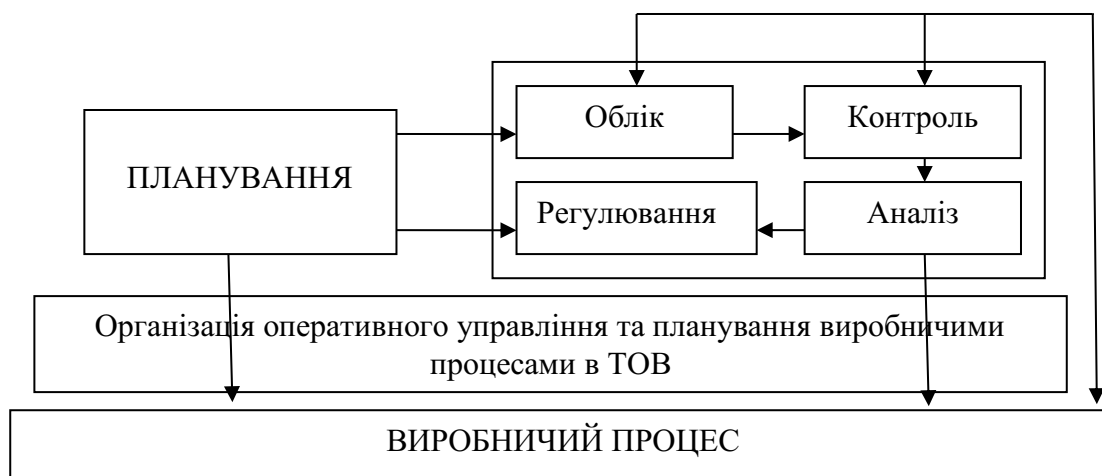 Облік
Контроль
ПЛАНУВАННЯ
Регулювання
Аналіз
Організація оперативного управління та планування виробничими
процесами в ТОВ
ВИРОБНИЧИЙ ПРОЦЕС